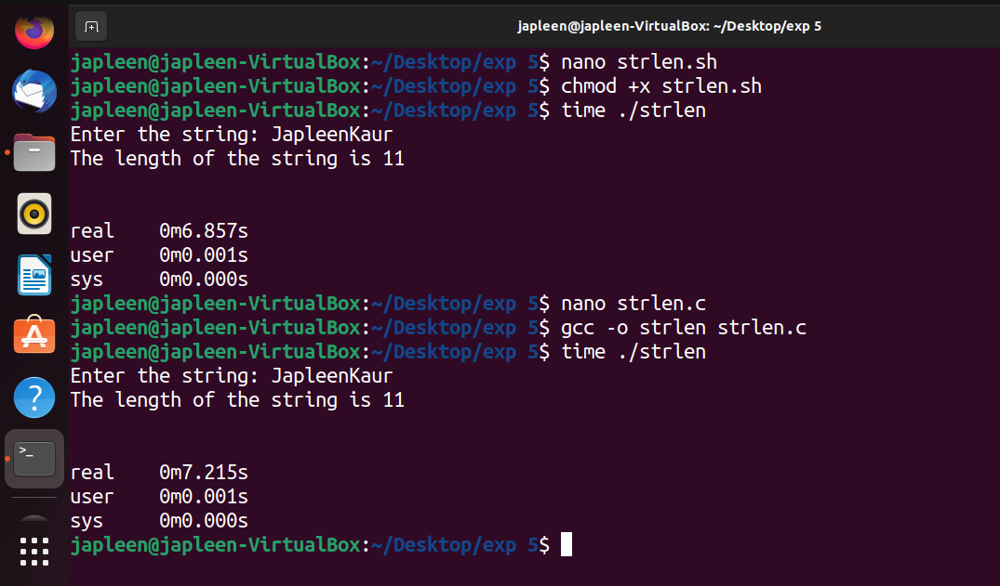 japleen@japleen-VirtualBox: ~/Desktop/exp 5
japleen@japleen-VirtualBox:~/Desktop/exp 5$ nano strlen.sh
japleen@japleen-VirtualBox:~/Desktop/exp 5$ chmod +x strlen.sh
japleen@japleen-VirtualBox:~/Desktop/exp 5$ time ./strlen
Enter the string: JapleenKaur
The length of the string is 11
real    0m6.857s
user    0m0.001s
sys     0m0.000s
japleen@japleen-VirtualBox:~/Desktop/exp 5$ nano strlen.c
japleen@japleen-VirtualBox:~/Desktop/exp 5$ gcc -o strlen strlen.c
japleen@japleen-VirtualBox:~/Desktop/exp 5$ time ./strlen
Enter the string: JapleenKaur
The length of the string is 11
real    0m7.215s
user    0m0.001s
sys     0m0.000s
japleen@japleen-VirtualBox:~/Desktop/exp 5$